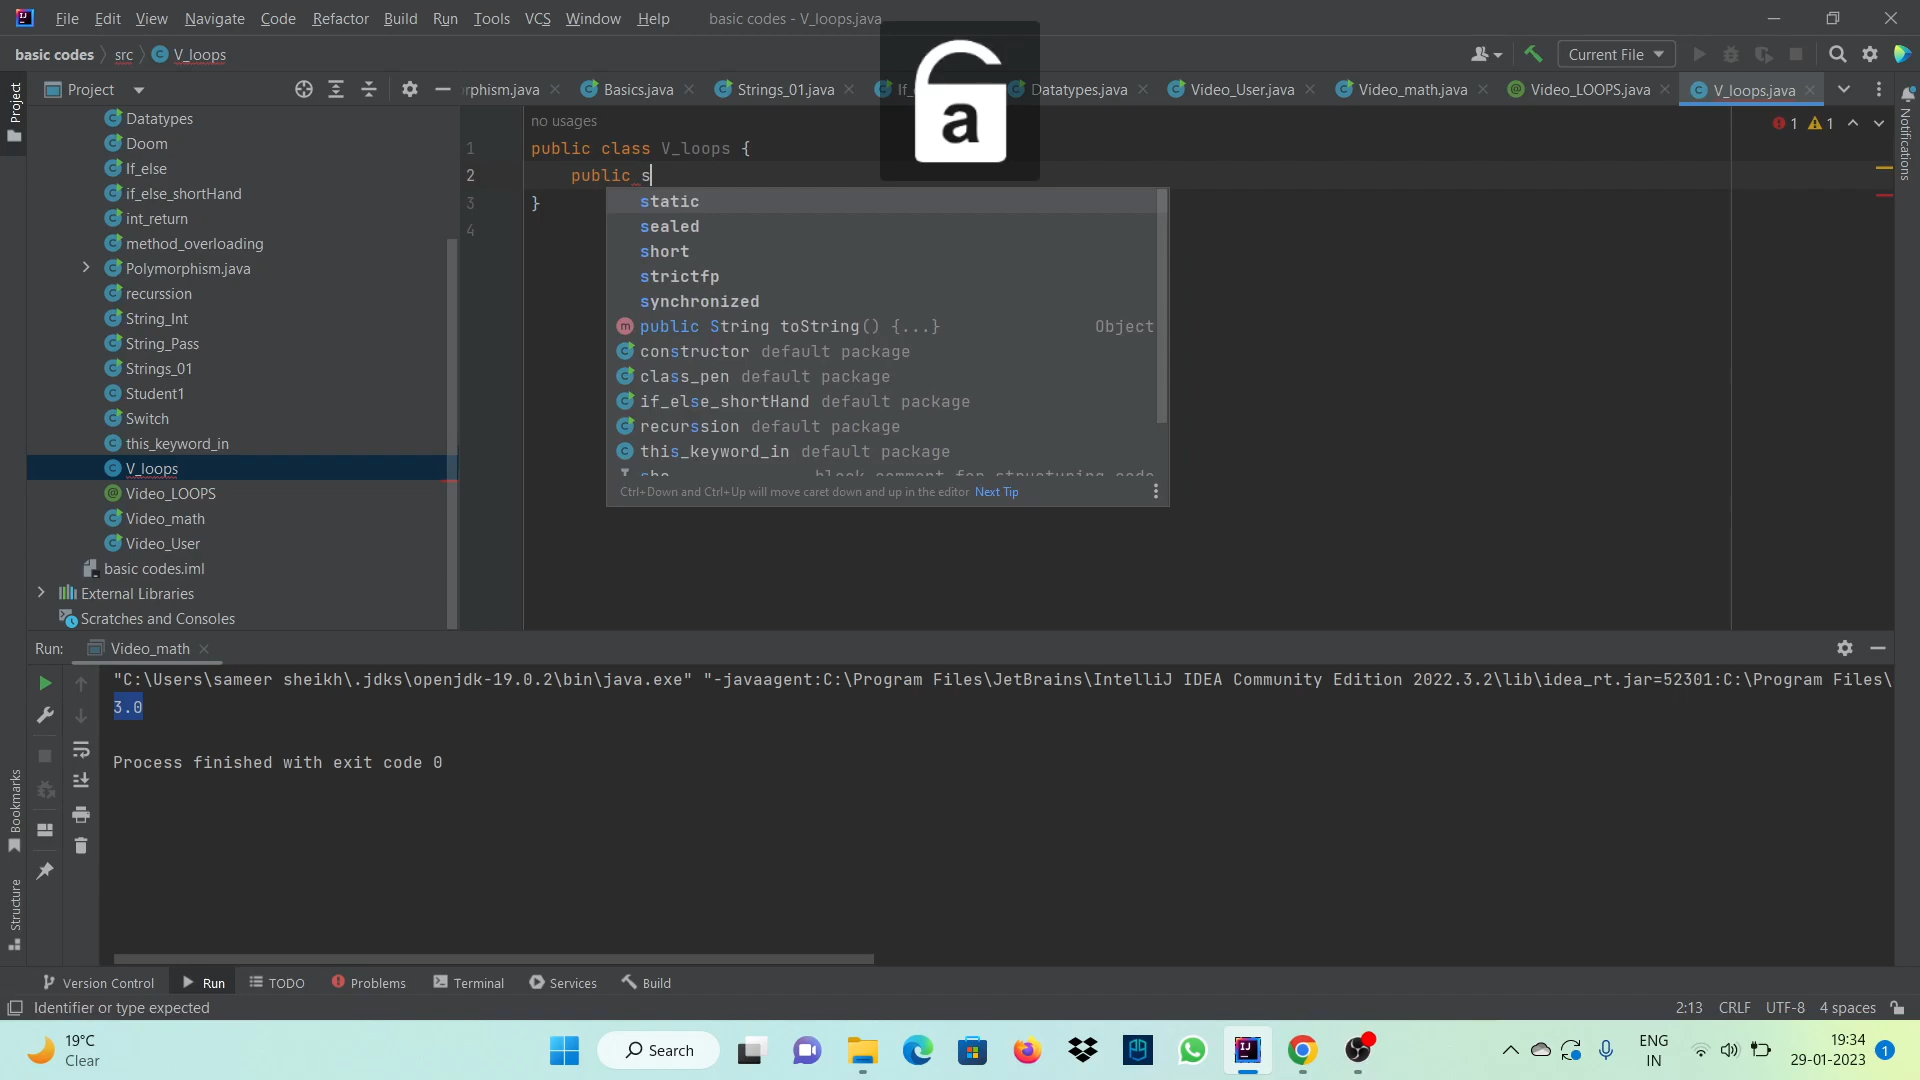 File Edit View Navigate Code Refactor Build Run Tools VCS Window Help basic codes - V_loops.java
basic codes src V_loops
Current File
Project
rphism.java Basics.java Strings_01.java If_ Datatypes.java Video_User.java Video_math.java Video_LOOPS.java V_loops.java
a
Project
Notifications
Datatypes
Doom
If_else
if_else_shortHand
int_return
method_overloading
Polymorphism.java
recurssion
String_Int
String_Pass
Strings_01
Student1
Switch
this_keyword_in
V_loops
Video_LOOPS
Video_math
Video_User
basic codes.iml
External Libraries
Scratches and Consoles
no usages
1 1
1 public class V_loops {
2 public s
3 }
4
static
sealed
short
strictfp
synchronized
m public String toString() {...} Object
constructor default package
class_pen default package
if_else_shortHand default package
recurssion default package
this_keyword_in default package
Ctrl+Down and Ctrl+Up will move caret down and up in the editor Next Tip
Run: Video_math
"C:\Users\sameer sheikh\.jdks\openjdk-19.0.2\bin\java.exe" "-javaagent:C:\Program Files\JetBrains\IntelliJ IDEA Community Edition 2022.3.2\lib\idea_rt.jar=52301:C:\Program Files\
3.0
Process finished with exit code 0
Bookmarks
Structure
Version Control Run TODO Problems Terminal Services Build
Identifier or type expected
2:13 CRLF UTF-8 4 spaces
19°C
Clear
Search
ENG
IN
19:34
29-01-2023
1